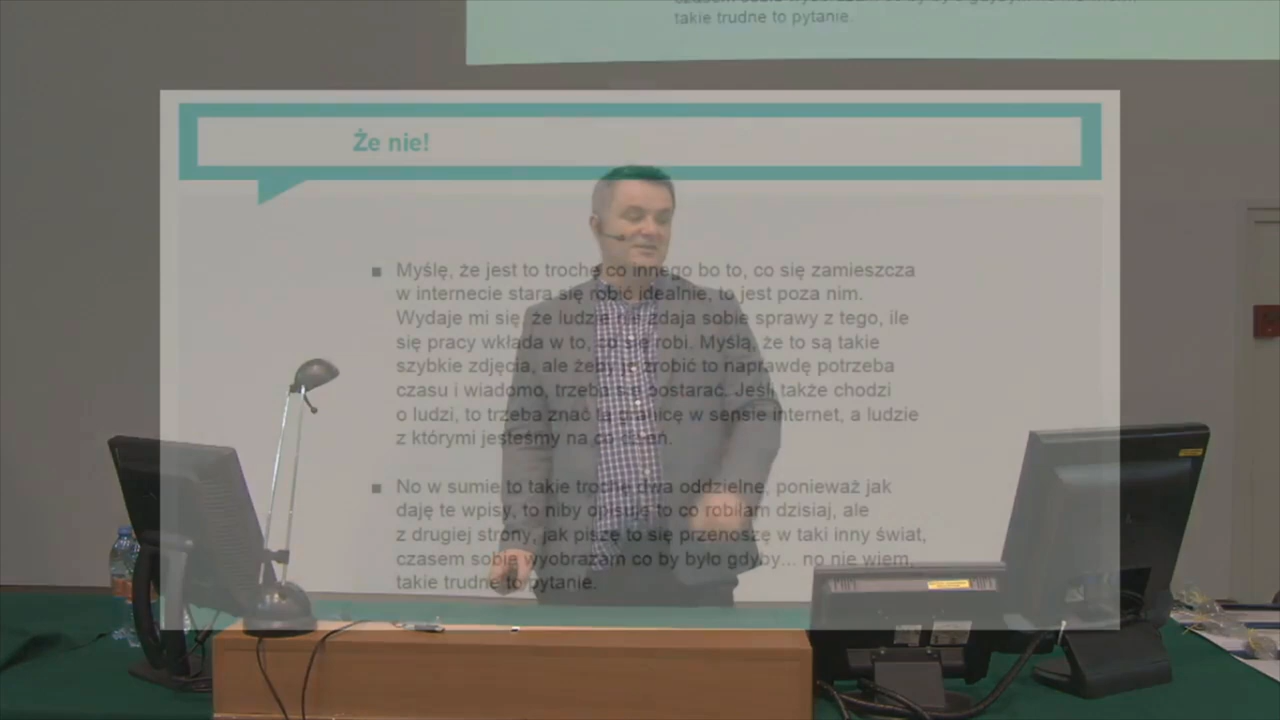 takie trudne to pytanie.
Że nie!
Myślę, że jest to trochę co innego bo to, co się zamieszcza
w internecie stara się robić idealnie, to jest poza nim.
Wydaje mi się, że ludzie nie zdaja sobie sprawy z tego, ile
się pracy wkłada w to, co się robi. Myślą, że to są takie
szybkie zdjęcia, ale żeby je zrobić to naprawdę potrzeba
czasu i wiadomo, trzeba się postarać. Jeśli także chodzi
o ludzi, to trzeba znać tę granicę w sensie internet, a ludzie
z którymi jesteśmy na co dzień.
No w sumie to takie trochę dwa oddzielne, ponieważ jak
daję te wpisy, to niby opisuję to co robiłam dzisiaj, ale
z drugiej strony, jak piszę to się przenoszę w taki inny świat,
czasem sobie wyobrażam co by było gdyby... no nie wiem,
takie trudne to pytanie.